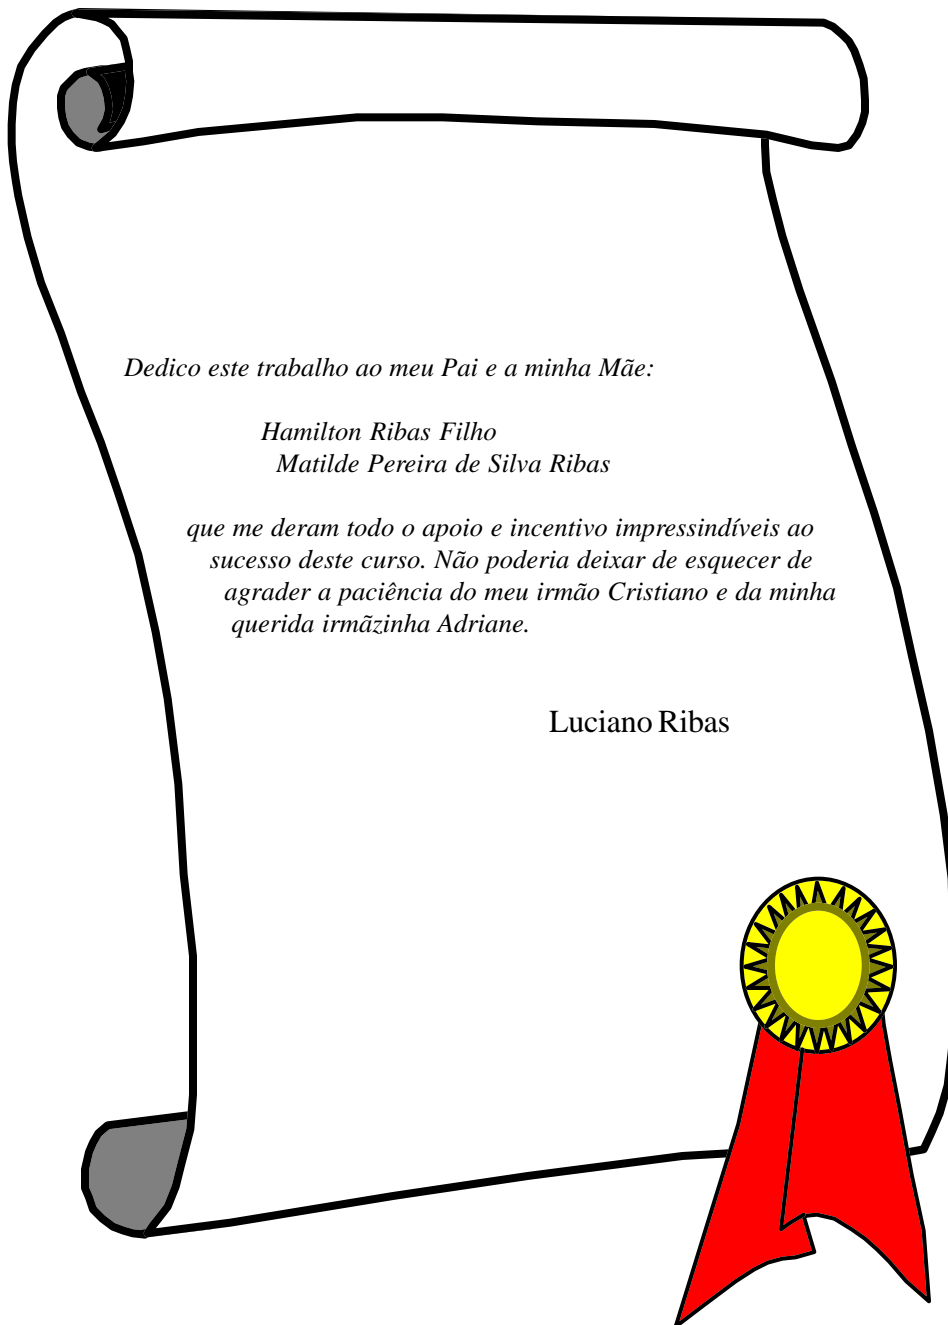 Dedico este trabalho ao meu Pai e a minha Mãe:
Hamilton Ribas Filho
Matilde Pereira de Silva Ribas
que me deram todo o apoio e incentivo impressindíveis ao
sucesso deste curso. Não poderia deixar de esquecer de
agrader a paciência do meu irmão Cristiano e da minha
querida irmãzinha Adriane.
Luciano Ribas